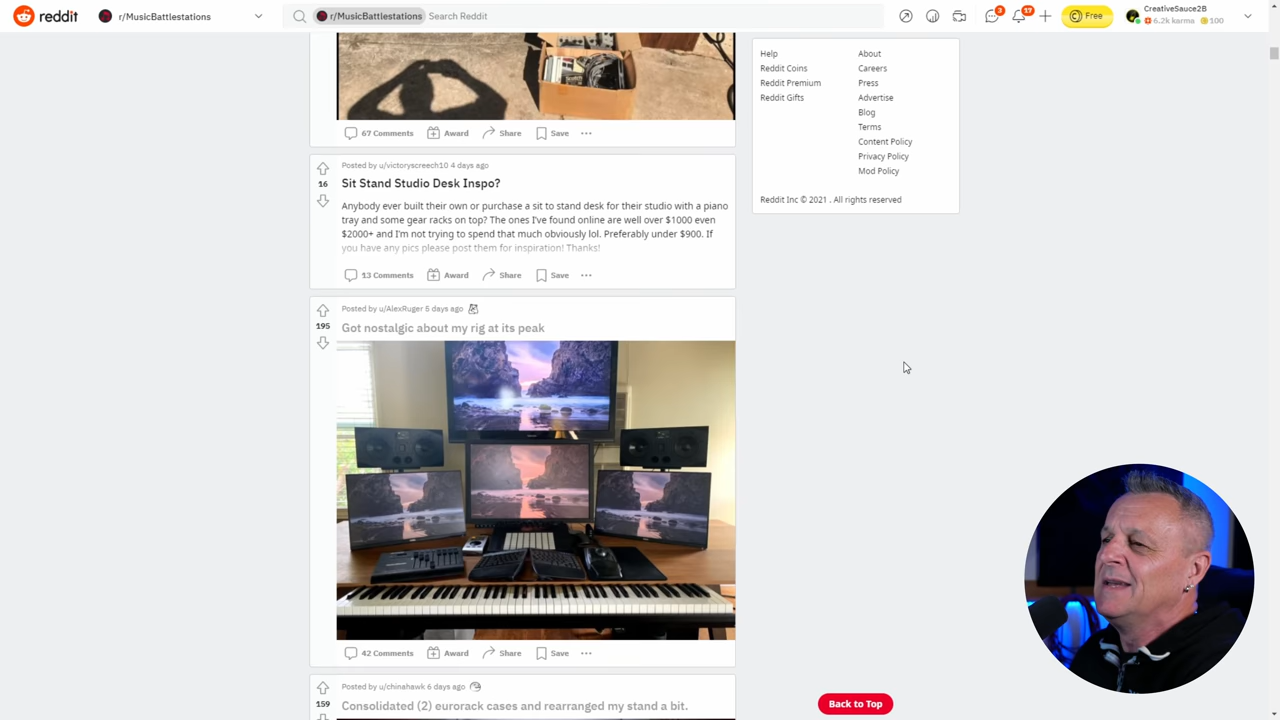 reddit
r/MusicBattlestations
r/MusicBattlestations Search Reddit
3
17
Free
CreativeSauce2B
6.2k karma 100
67 Comments Award Share Save
Posted by u/victoryscreech10 4 days ago
16
Sit Stand Studio Desk Inspo?
Anybody ever built their own or purchase a sit to stand desk for their studio with a piano
tray and some gear racks on top? The ones I've found online are well over $1000 even
$2000+ and I'm not trying to spend that much obviously lol. Preferably under $900. If
you have any pics please post them for inspiration! Thanks!
13 Comments Award Share Save
Posted by u/AlexRuger 5 days ago
195
Got nostalgic about my rig at its peak
42 Comments Award Share Save
Posted by u/chinahawk 6 days ago
159
Consolidated (2) eurorack cases and rearranged my stand a bit.
Help
Reddit Coins
Reddit Premium
Reddit Gifts
About
Careers
Press
Advertise
Blog
Terms
Content Policy
Privacy Policy
Mod Policy
Reddit Inc © 2021 . All rights reserved
Back to Top